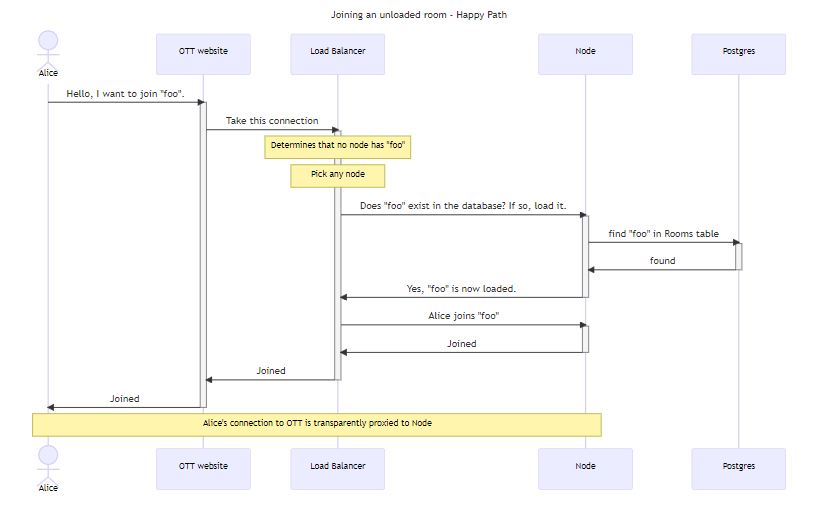 Joining an unloaded room - Happy Path
Alice
OTT website
Load Balancer
Node
Postgres
Hello, I want to join "foo".
Take this connection
Determines that no node has "foo"
Pick any node
Does "foo" exist in the database? If so, load it.
find "foo" in Rooms table
found
Yes, "foo" is now loaded.
Alice joins "foo"
Joined
Joined
Joined
Alice's connection to OTT is transparently proxied to Node
Alice
OTT website
Load Balancer
Node
Postgres